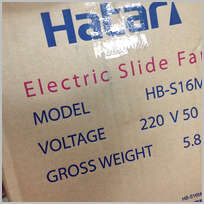 Hatari
Electric Slide Fa
MODEL HB-S16M
VOLTAGE 220 V 50
GROSS WEIGHT 5.8